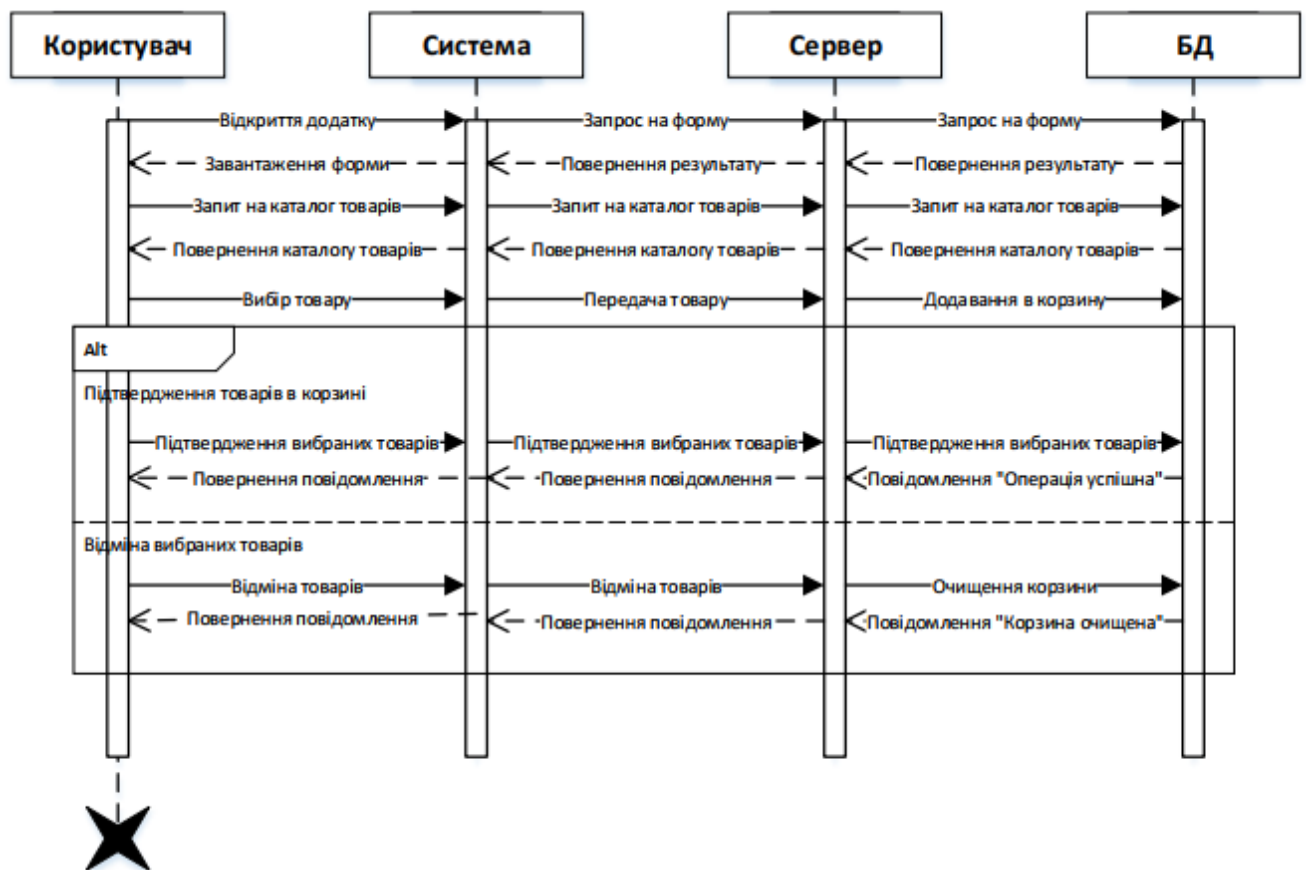 Користувач
Система
Сервер
БД
Відкриття додатку
Запрос на форму
Запрос на форму
Завантаження форми
Повернення результату
Повернення результату
Запит на каталог товарів
Запит на каталог товарів
Запит на каталог товарів
Повернення каталогу товарів
Повернення каталогу товарів
Повернення каталогу товарів
Вибір товару
Передача товару
Додавання в корзину
Alt
Підтвердження товарів в корзині
Підтвердження вибраних товарів
Підтвердження вибраних товарів
Підтвердження вибраних товарів
Повернення повідомлення
Повернення повідомлення
Повідомлення "Операція успішна"
Відміна вибраних товарів
Відміна товарів
Відміна товарів
Очищення корзини
Повернення повідомлення
Повернення повідомлення
Повідомлення "Корзина очищена"